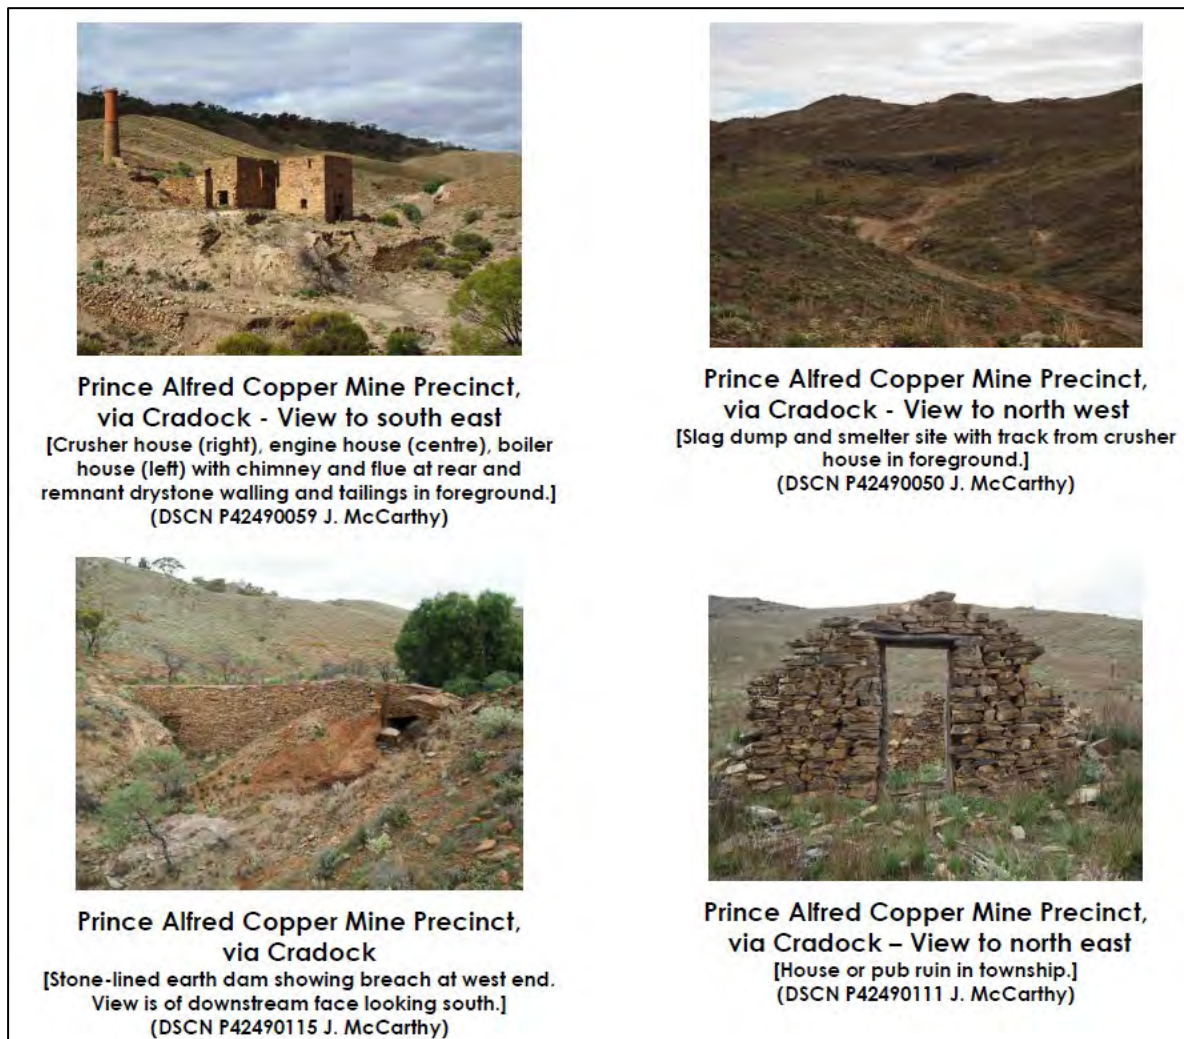 Prince Alfred Copper Mine Precinct,
via Cradock - View to south east
[Crusher house (right), engine house (centre), boiler
house (left) with chimney and flue at rear and
remnant drystone walling and tailings in foreground.]
(DSCN P42490059 J. McCarthy)
Prince Alfred Copper Mine Precinct,
via Cradock - View to north west
[Slag dump and smelter site with track from crusher
house in foreground.]
(DSCN P42490050 J. McCarthy)
Prince Alfred Copper Mine Precinct,
via Cradock
[Stone-lined earth dam showing breach at west end.
View is of downstream face looking south.]
(DSCN P42490115 J. McCarthy)
Prince Alfred Copper Mine Precinct,
via Cradock – View to north east
[House or pub ruin in township.]
(DSCN P42490111 J. McCarthy)